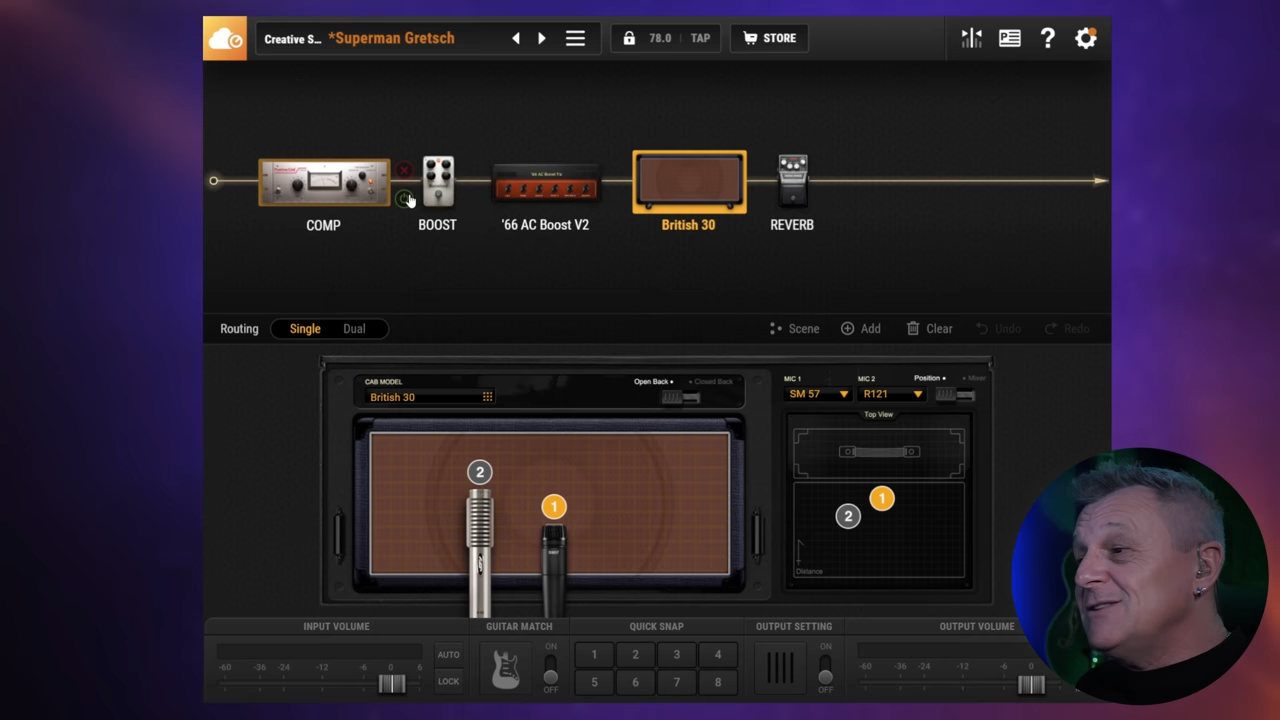 Creative S... *Superman Gretsch
78.0 | TAP
STORE
COMP
BOOST
'66 AC Boost V2
British 30
REVERB
Routing
Single
Dual
Scene
Add
Clear
Undo
Redo
CAB MODEL
British 30
Open Back
Closed Back
MIC 1
SM 57
MIC 2
R121
Position
Mixer
Top View
2
1
1
2
Distance
INPUT VOLUME
GUITAR MATCH
QUICK SNAP
OUTPUT SETTING
OUTPUT VOLUME
-60 -36 -24 -12 -6 0 6
AUTO
LOCK
ON
OFF
1 2 3 4
5 6 7 8
ON
OFF
-60 -36 -24 -12 0